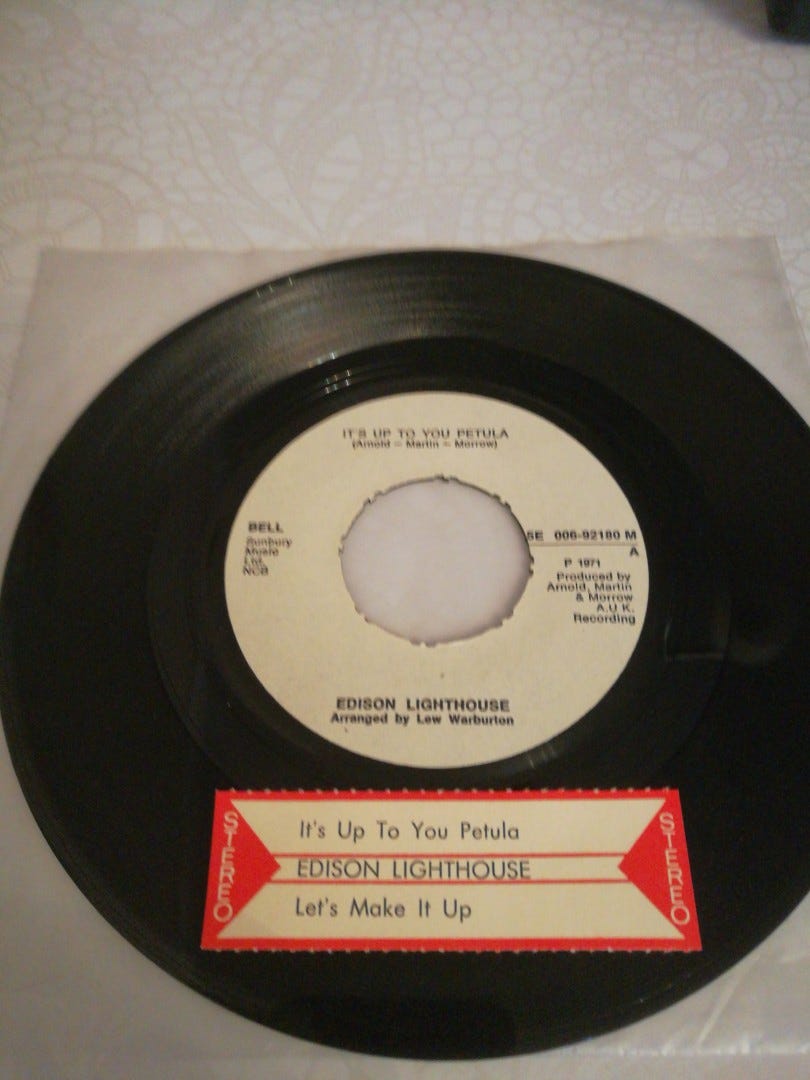 IT'S UP TO YOU PETULA
(Arnold - Martin - Morrow)
BELL
Sunbury
Music
Ltd.
NCB
SE 006-92180 M
A
P 1971
Produced by
Arnold, Martin
& Morrow
A.U.K.
Recording
EDISON LIGHTHOUSE
Arranged by Lew Warburton
STEREO
It's Up To You Petula
EDISON LIGHTHOUSE
Let's Make It Up
STEREO